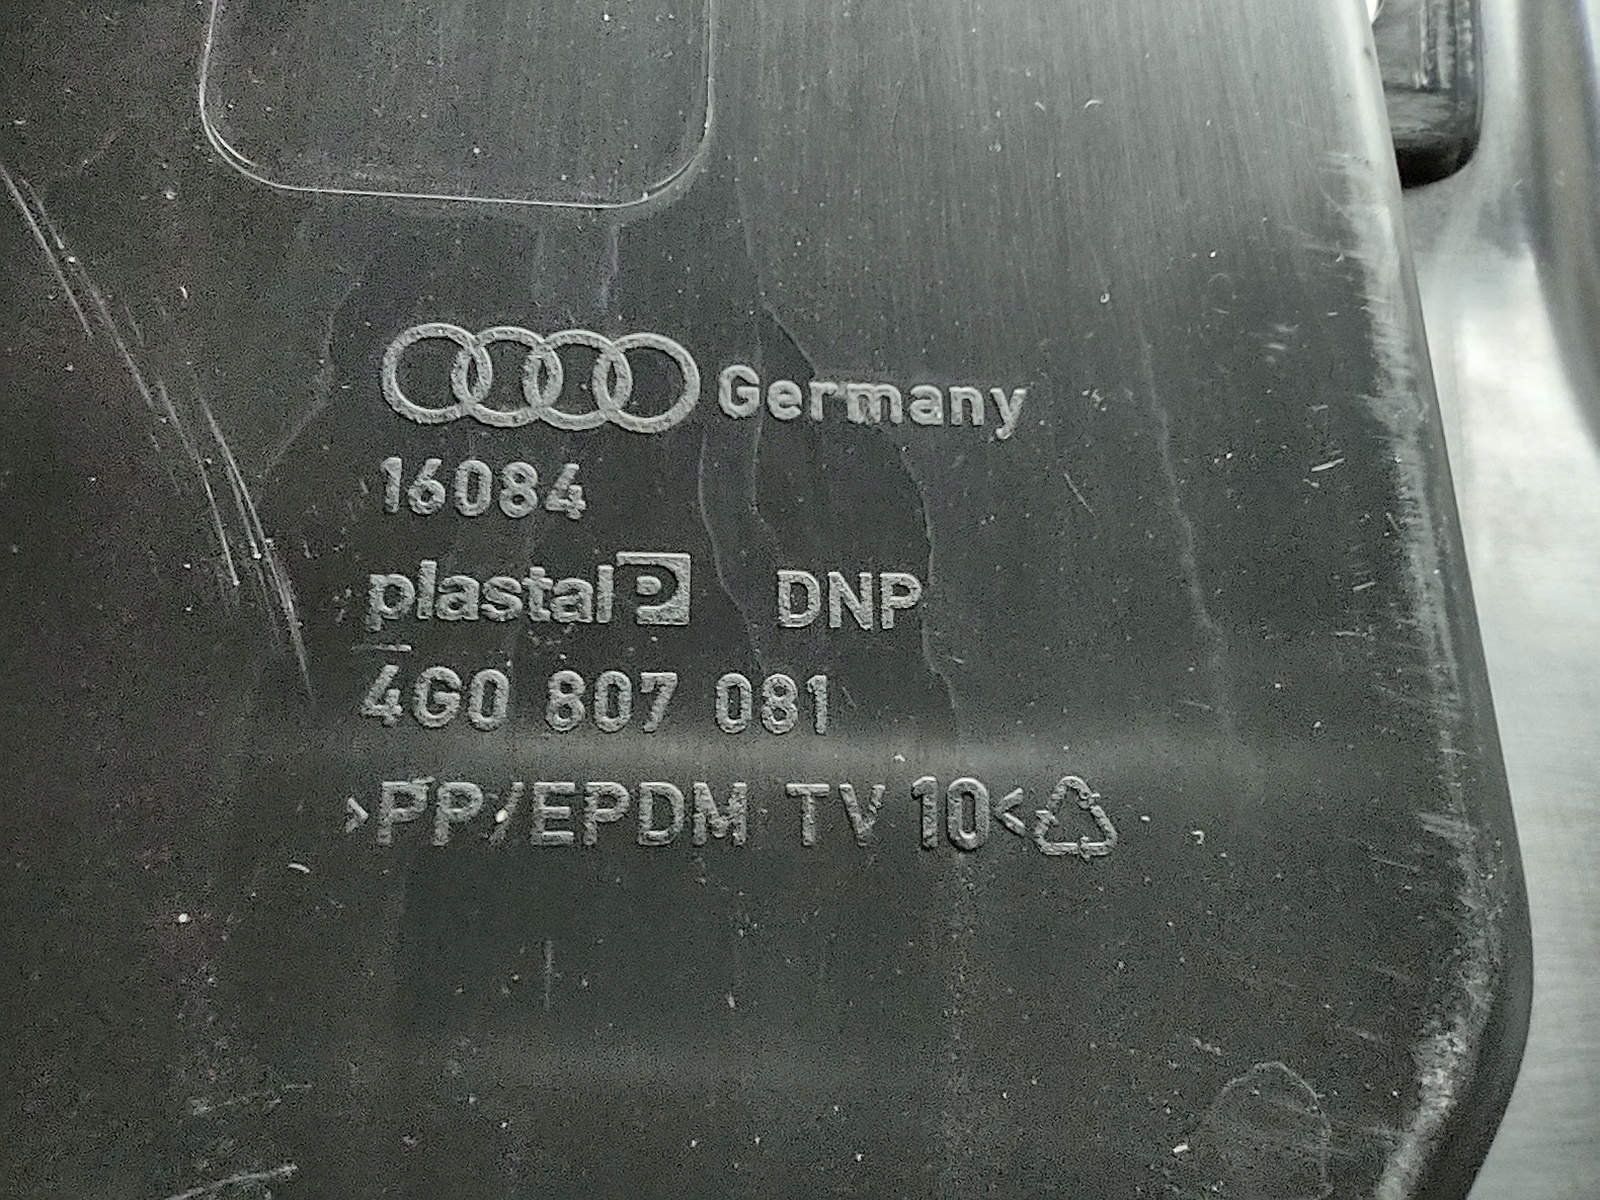 Germany
16084
plastal P DNP
4G0 807 081
>PP/EPDM TV 10<